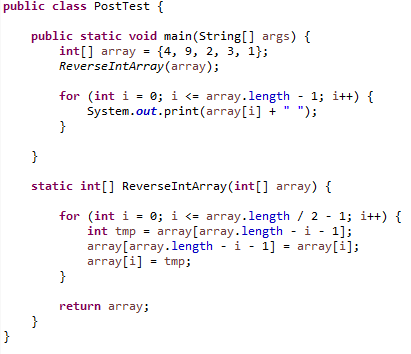 public class PostTest {
public static void main(String[] args) {
int[] array = {4, 9, 2, 3, 1};
ReverseIntArray(array);
for (int i = 0; i <= array.length - 1; i++) {
System.out.print(array[i] + " ");
}
}
static int[] ReverseIntArray(int[] array) {
for (int i = 0; i <= array.length / 2 - 1; i++) {
int tmp = array[array.length - i - 1];
array[array.length - i - 1] = array[i];
array[i] = tmp;
}
return array;
}
}